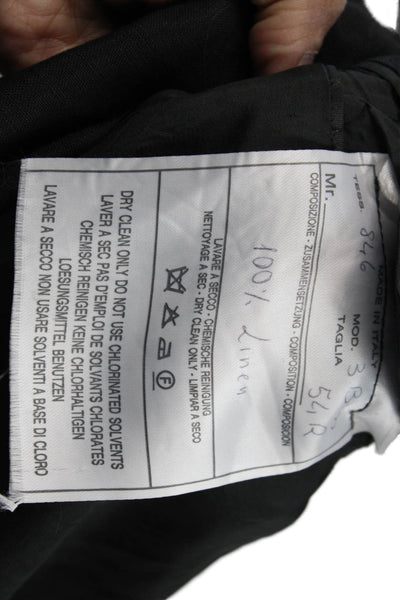 IN ITALY
TESS. 846 MOD. 3B
Mr. TAGLIA 54R
COMPOSIZIONE - ZUSAMMENSETZUNG - COMPOSITION - COMPOSICION
100% Linen
LAVARE A SECCO - CHEMISCHE REINIGUNG
NETTOYAGE A SEC - DRY CLEAN ONLY - LIMPIAR A SECO
F
DRY CLEAN ONLY DO NOT USE CHLORINATED SOLVENTS
LAVER A SEC PAS D'EMPLOI DE SOLVANTS CHLORATES
CHEMISCH REINIGEN KEINE CHLORHALTIGEN
LOESUNGSMITTEL BENUTZEN
LAVARE A SECCO NON USARE SOLVENTI A BASE DI CLORO